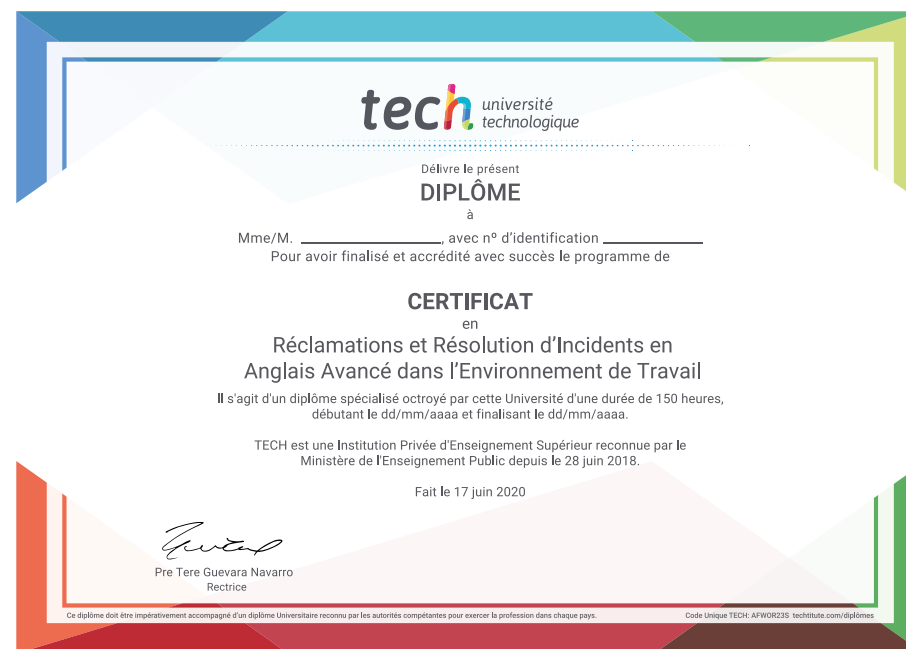 tech université
technologique
Délivre le présent
DIPLÔME
à
Mme/M. ____________________, avec nº d’identification ______________
Pour avoir finalisé et accrédité avec succès le programme de
CERTIFICAT
en
Réclamations et Résolution d’Incidents en
Anglais Avancé dans l’Environnement de Travail
Il s'agit d'un diplôme spécialisé octroyé par cette Université d'une durée de 150 heures,
débutant le dd/mm/aaaa et finalisant le dd/mm/aaaa.
TECH est une Institution Privée d'Enseignement Supérieur reconnue par le
Ministère de l'Enseignement Public depuis le 28 juin 2018.
Fait le 17 juin 2020
Pre Tere Guevara Navarro
Rectrice
Ce diplôme doit être impérativement accompagné d'un diplôme Universitaire reconnu par les autorités compétentes pour exercer la profession dans chaque pays.
Code Unique TECH: AFWOR23S techtitute.com/diplômes